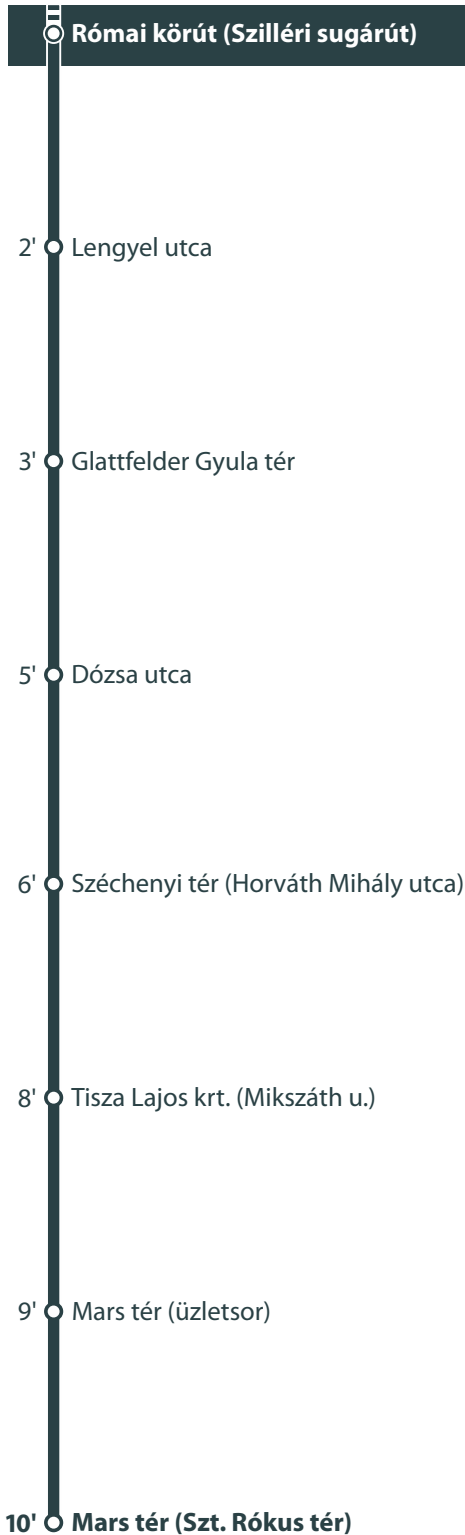 Római körút (Szilléri sugárút)
2' Lengyel utca
3' Glattfelder Gyula tér
5' Dózsa utca
6' Széchenyi tér (Horváth Mihály utca)
8' Tisza Lajos krt. (Mikszáth u.)
9' Mars tér (üzletsor)
10' Mars tér (Szt. Rókus tér)